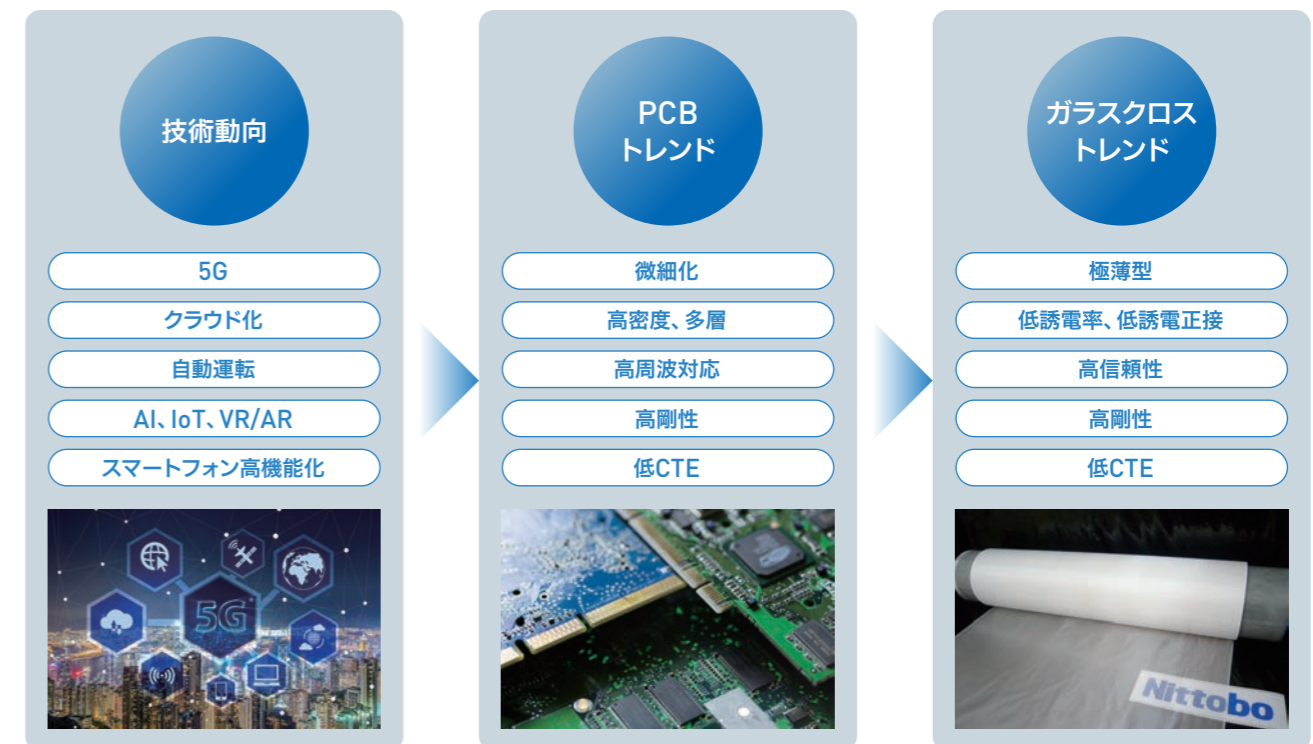 技術動向
5G
クラウド化
自動運転
AI、IoT、VR/AR
スマートフォン高機能化
5G
PCB
トレンド
微細化
高密度、多層
高周波対応
高剛性
低CTE
ガラスクロス
トレンド
極薄型
低誘電率、低誘電正接
高信頼性
高剛性
低CTE
Nittobo